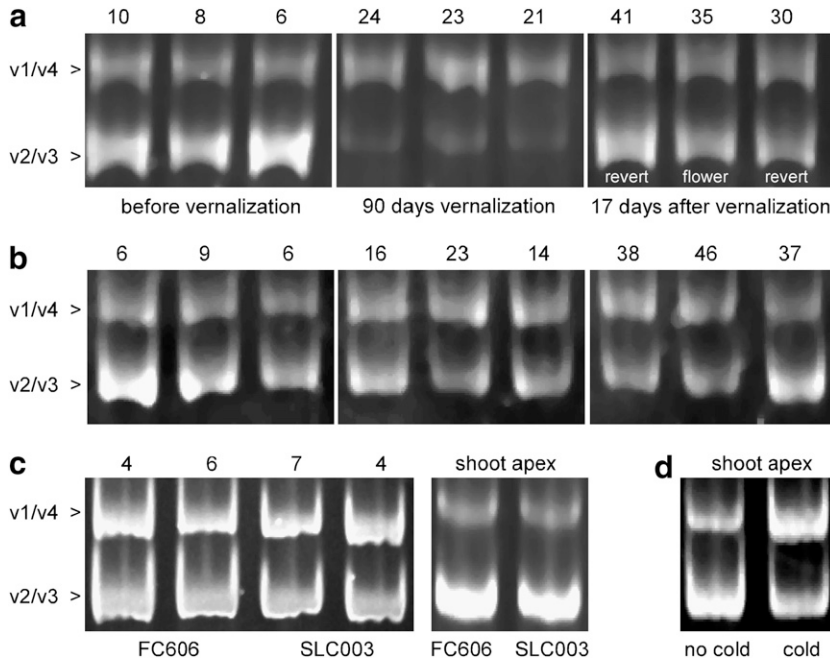 a
10 8 6 24 23 21 41 35 30
v1/v4 >
v2/v3 >
revert flower revert
before vernalization 90 days vernalization 17 days after vernalization
b
6 9 6 16 23 14 38 46 37
v1/v4 >
v2/v3 >
c d
4 6 7 4 shoot apex shoot apex
v1/v4 >
v2/v3 >
FC606 SLC003 FC606 SLC003 no cold cold